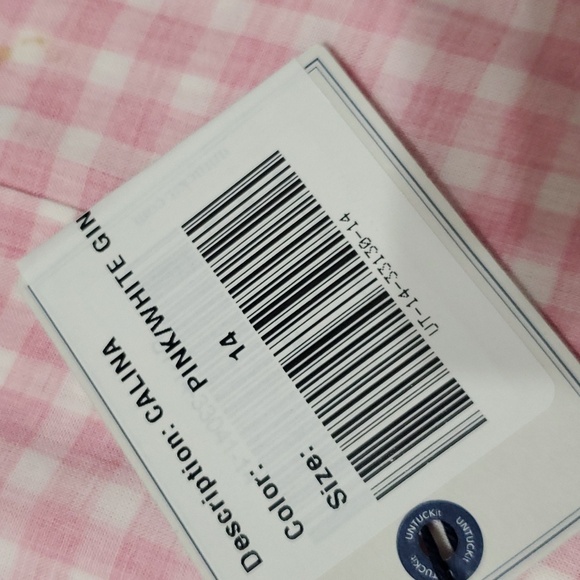 UT-14-33130-14
Description: CALINA
Color: PINK/WHITE GIN
Size: 14
UNTUCKit
UNTUCKit